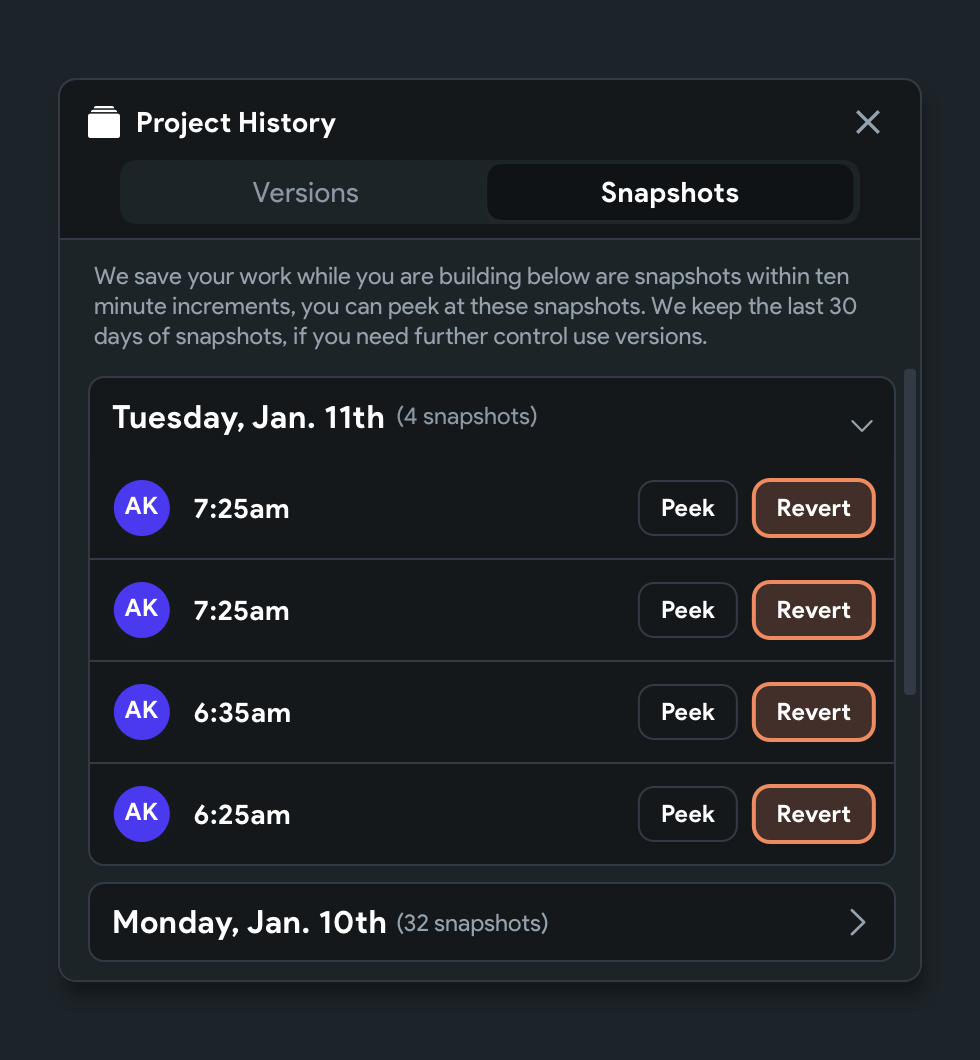 Project History
Versions Snapshots
We save your work while you are building below are snapshots within ten
minute increments, you can peek at these snapshots. We keep the last 30
days of snapshots, if you need further control use versions.
Tuesday, Jan. 11th (4 snapshots)
AK 7:25am Peek Revert
AK 7:25am Peek Revert
AK 6:35am Peek Revert
AK 6:25am Peek Revert
Monday, Jan. 10th (32 snapshots)